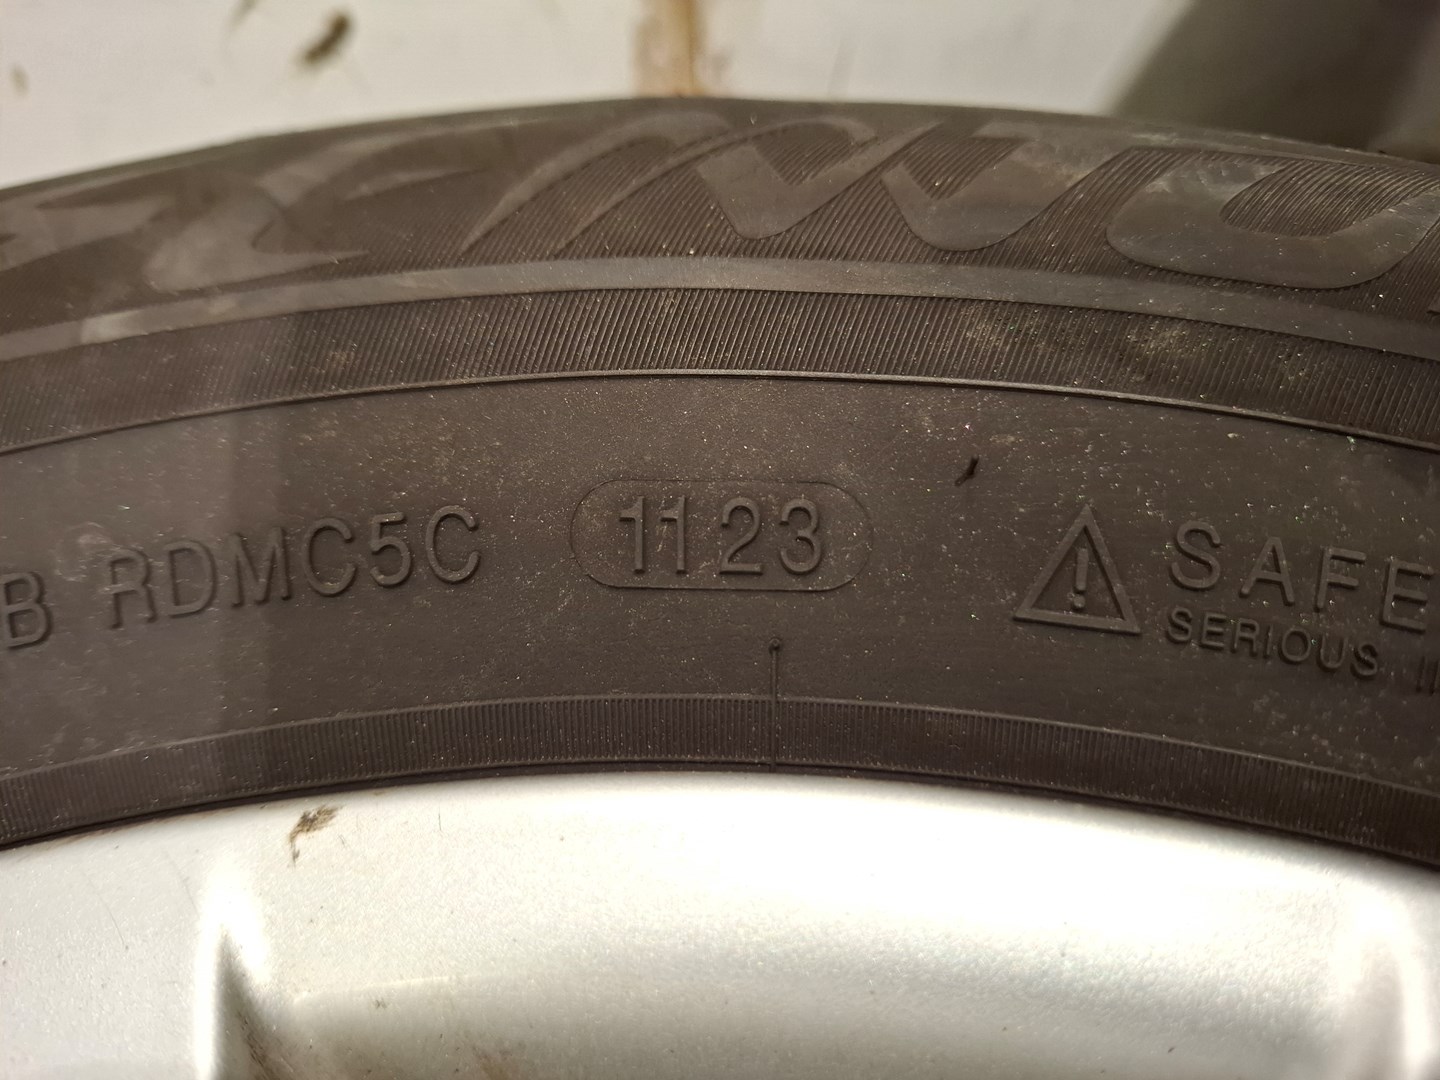 B RDMC5C 1123
SAFE
SERIOUS